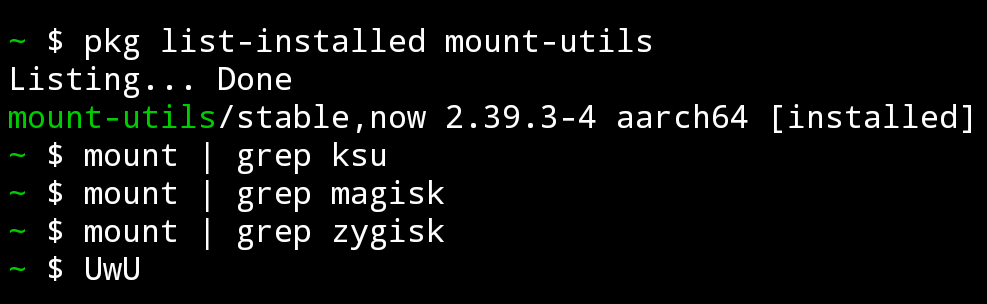 ~ $ pkg list-installed mount-utils
Listing... Done
mount-utils/stable,now 2.39.3-4 aarch64 [installed]
~ $ mount | grep ksu
~ $ mount | grep magisk
~ $ mount | grep zygisk
~ $ UwU